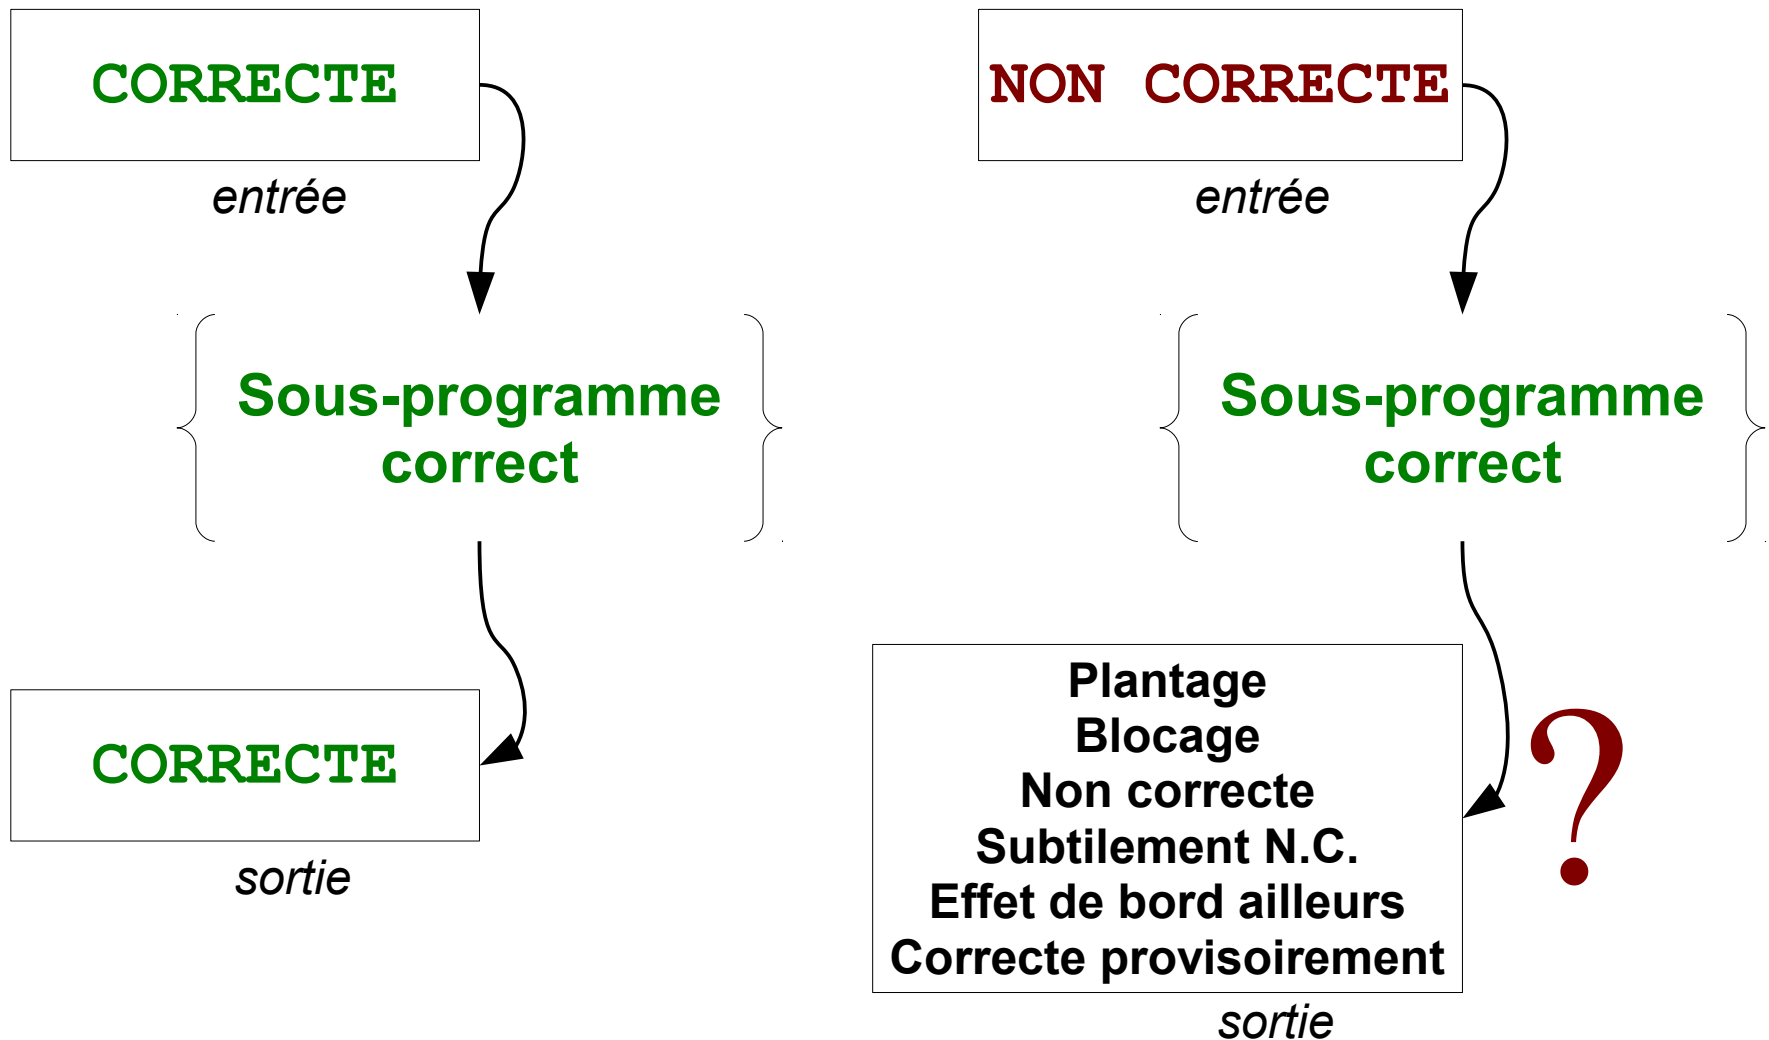 CORRECTE
entrée
Sous-programme
correct
CORRECTE
sortie
NON CORRECTE
entrée
Sous-programme
correct
Plantage
Blocage
Non correcte
Subtilement N.C.
Effet de bord ailleurs
Correcte provisoirement
?
sortie